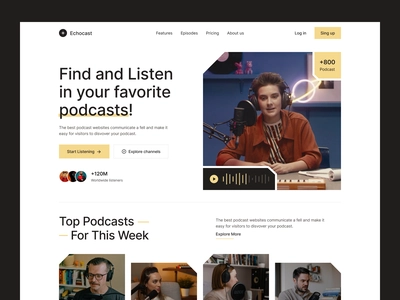 Echocast
Features Episodes Pricing About us
Log in
Sing up
Find and Listen
in your favorite
podcasts!
The best podcast websites communicate a fell and make it
easy for visitors to discover your podcast.
Start Listening →
Explore channels
+120M
Worldwide listeners
+800
Podcast
Top Podcasts
For This Week
The best podcast websites communicate a fell and make it
easy for visitors to discover your podcast.
Explore More